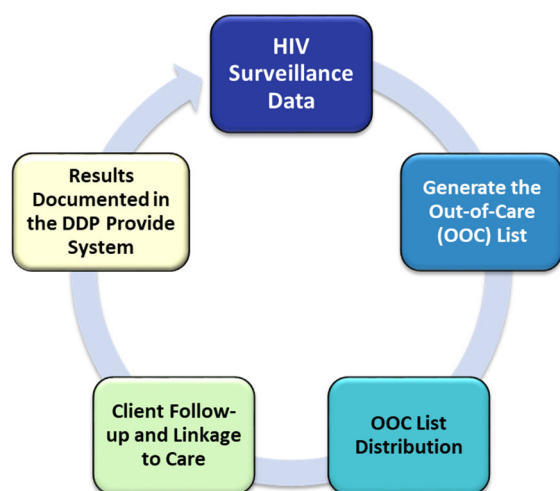 HIV
Surveillance
Data
Generate the
Out-of-Care
(OOC) List
OOC List
Distribution
Client Follow-
up and Linkage
to Care
Results
Documented in
the DDP Provide
System